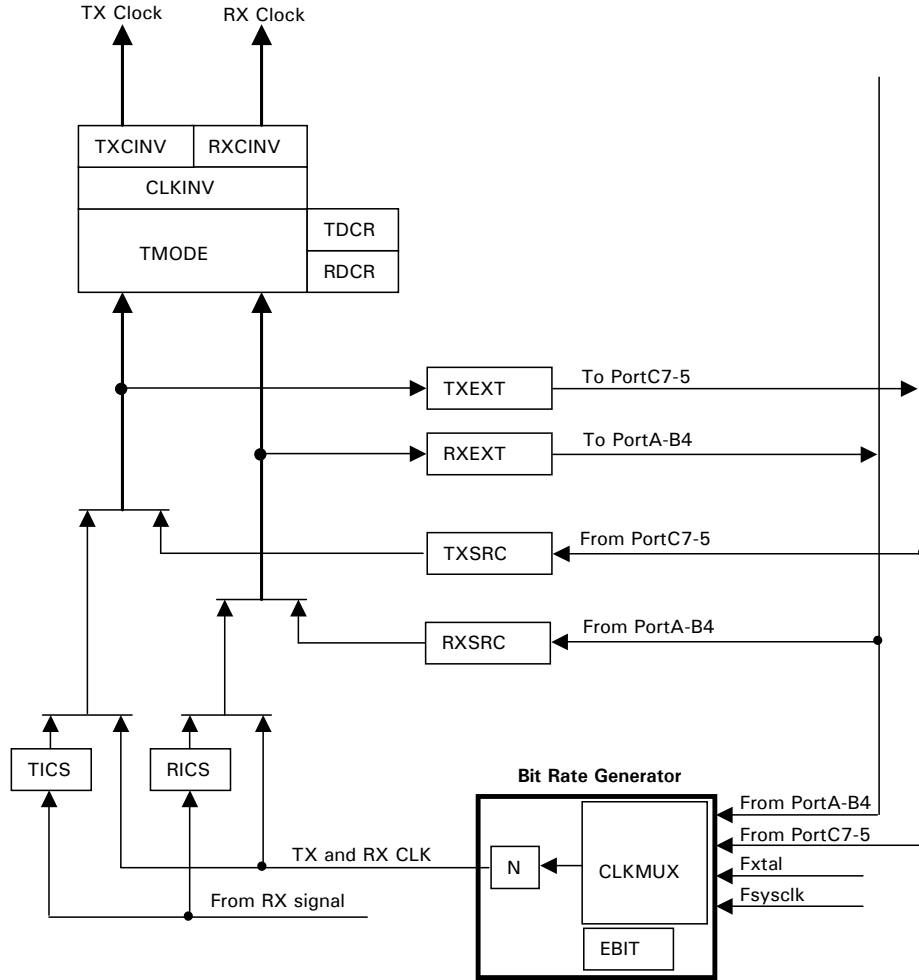 TX Clock
RX Clock
TXCINV
RXCINV
CLKINV
TMODE
TDCR
RDCR
TXEXT
To PortC7-5
RXEXT
To PortA-B4
TXSRC
From PortC7-5
RXSRC
From PortA-B4
TICS
RICS
Bit Rate Generator
From PortA-B4
From PortC7-5
TX and RX CLK
N
CLKMUX
Fxtal
From RX signal
Fsysclk
EBIT